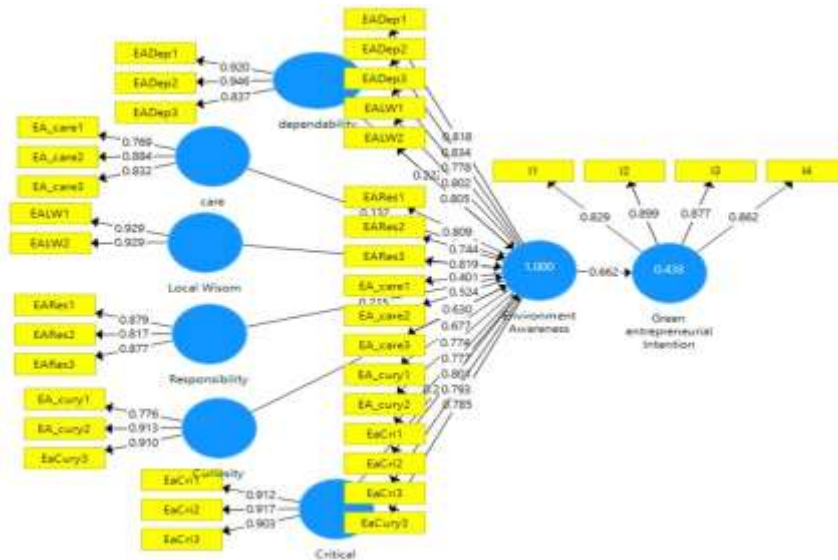 EADep1
EADep2
EADep3
0.920
0.946
0.837
dependability
EA_care1
EA_care2
EA_care3
0.769
0.884
0.832
care
EALW1
EALW2
0.929
0.929
Local Wisom
EARes1
EARes2
EARes3
0.879
0.817
0.877
Responsibility
EA_cury1
EA_cury2
EaCury3
0.776
0.913
0.910
Curiosity
EaCri1
EaCri2
EaCri3
0.912
0.917
0.903
Critical
EADep1
EADep2
EADep3
EALW1
EALW2
EARes1
EARes2
EARes3
EA_care1
EA_care2
EA_care3
EA_cury1
EA_cury2
EaCri1
EaCri2
EaCri3
EaCury3
0.818
0.834
0.778
0.802
0.805
0.137
0.809
0.744
0.819
0.401
0.524
0.630
0.677
0.774
0.777
0.793
0.785
1.000
Environment
Awareness
0.662
0.438
Green
entrepreneurial
Intention
I1
I2
I3
I4
0.829
0.899
0.877
0.862